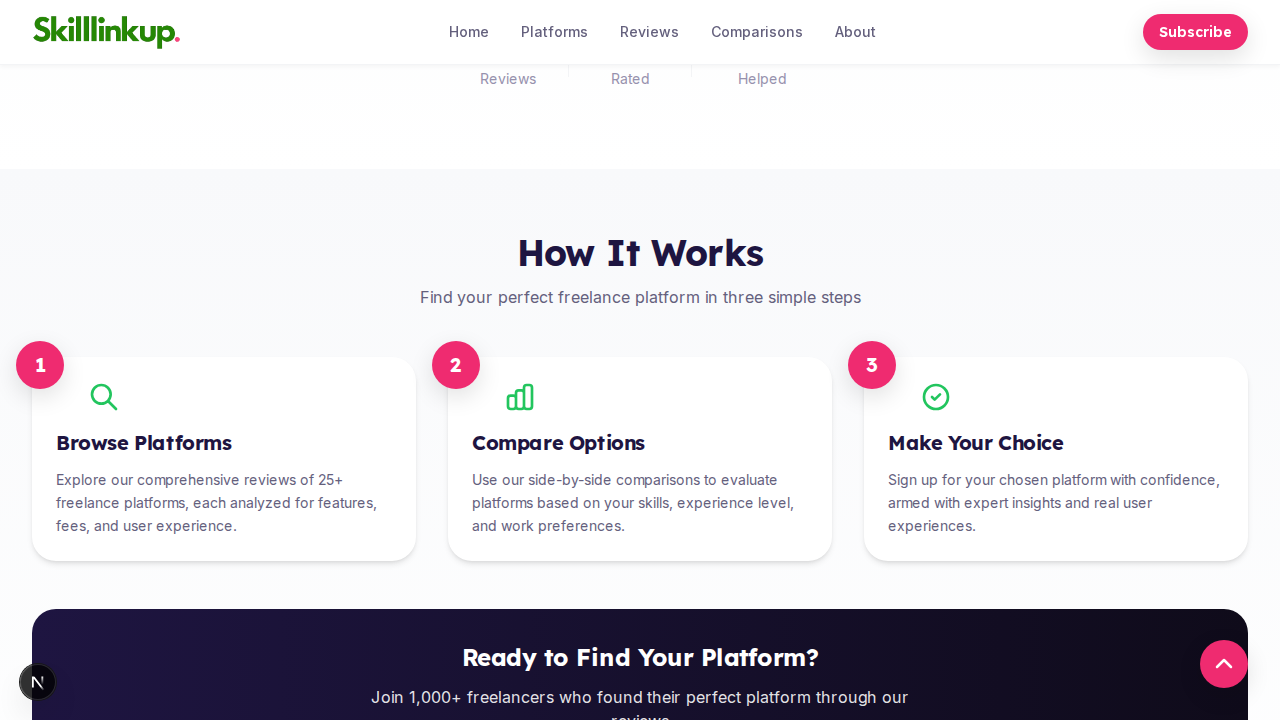 Skilllinkup.
Home Platforms Reviews Comparisons About
Subscribe
Reviews Rated Helped
How It Works
Find your perfect freelance platform in three simple steps
1
Browse Platforms
Explore our comprehensive reviews of 25+
freelance platforms, each analyzed for features,
fees, and user experience.
2
Compare Options
Use our side-by-side comparisons to evaluate
platforms based on your skills, experience level,
and work preferences.
3
Make Your Choice
Sign up for your chosen platform with confidence,
armed with expert insights and real user
experiences.
Ready to Find Your Platform?
Join 1,000+ freelancers who found their perfect platform through our
reviews.
N